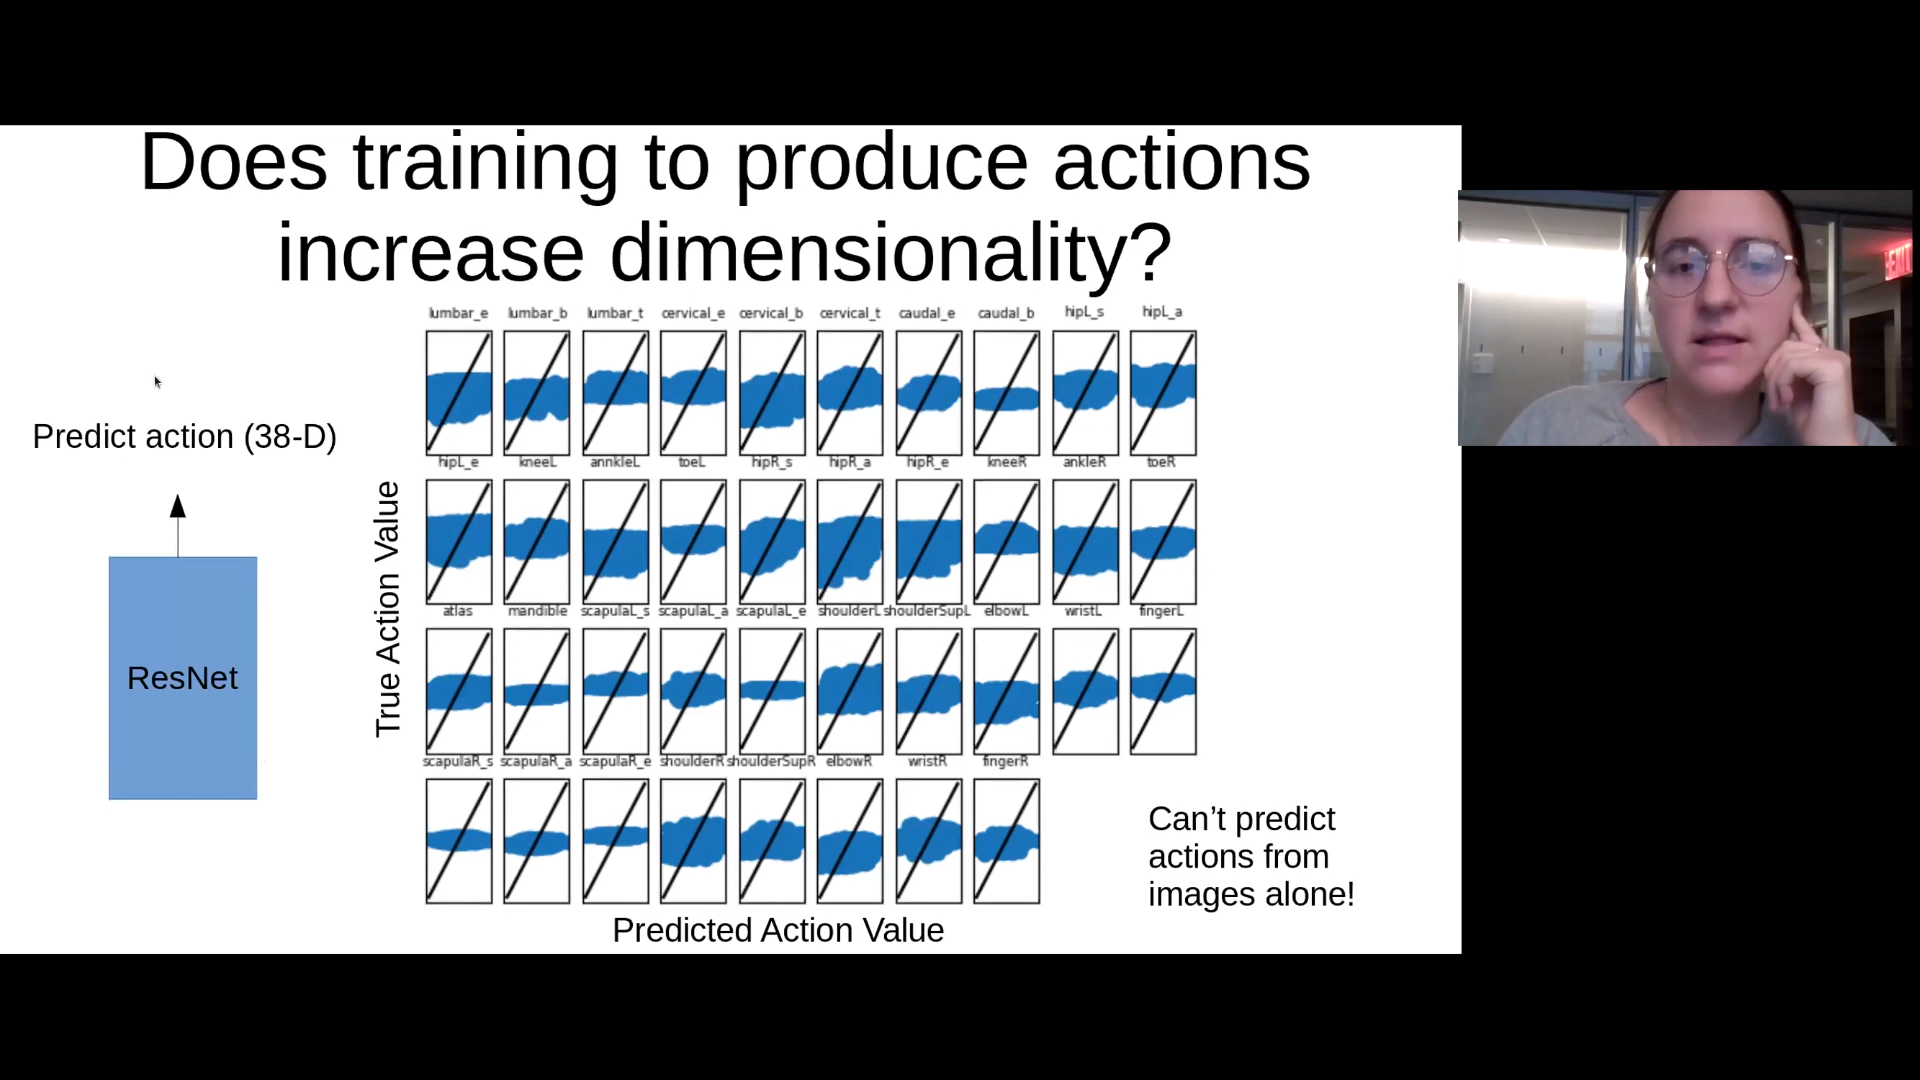 Does training to produce actions
increase dimensionality?
Predict action (38-D)
ResNet
True Action Value
lumbar_e lumbar_b lumbar_t cervical_e cervical_b cervical_t caudal_e caudal_b hipL_s hipL_a
hipL_e kneeL annkleL toeL hipR_s hipR_a hipR_e kneeR ankleR toeR
atlas mandible scapulaL_s scapulaL_a scapulaL_e shoulderL shoulderSupL elbowL wristL fingerL
scapulaR_s scapulaR_a scapulaR_e shoulderR shoulderSupR elbowR wristR fingerR
Predicted Action Value
Can’t predict
actions from
images alone!